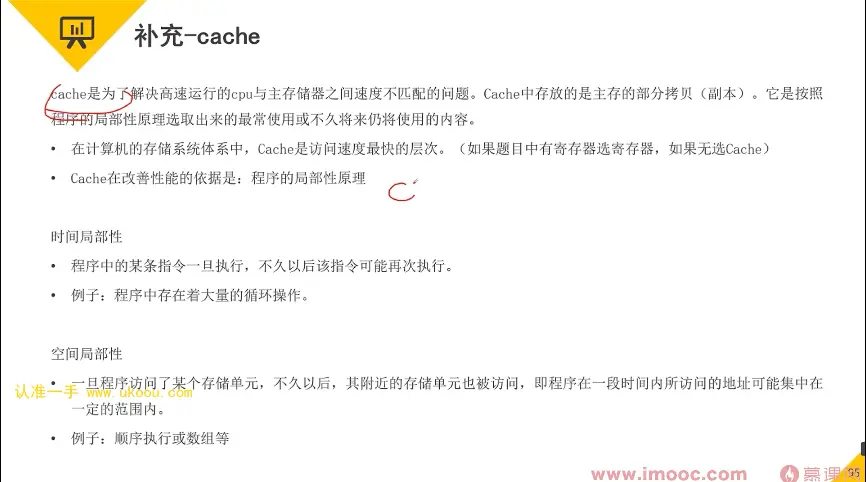 补充-cache
cache是为了解决高速运行的cpu与主存储器之间速度不匹配的问题。Cache中存放的是主存的部分拷贝（副本）。它是按照
程序的局部性原理选取出来的最常使用或不久将来仍将使用的内容。
• 在计算机的存储系统体系中，Cache是访问速度最快的层次。（如果题目中有寄存器选寄存器，如果无选Cache）
• Cache在改善性能的依据是：程序的局部性原理
时间局部性
• 程序中的某条指令一旦执行，不久以后该指令可能再次执行。
• 例子：程序中存在着大量的循环操作。
空间局部性
• 一旦程序访问了某个存储单元，不久以后，其附近的存储单元也被访问，即程序在一段时间内所访问的地址可能集中在
认准一手 www.ukoou.com
一定的范围内。
• 例子：顺序执行或数组等
www.imooc.com 慕课
95